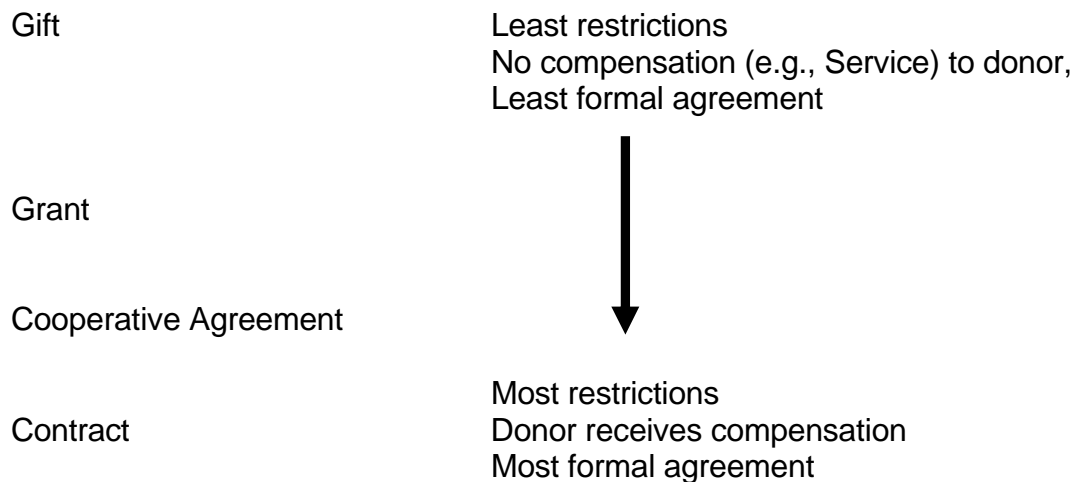 Gift
Least restrictions
No compensation (e.g., Service) to donor,
Least formal agreement
Grant
Cooperative Agreement
Most restrictions
Contract
Donor receives compensation
Most formal agreement